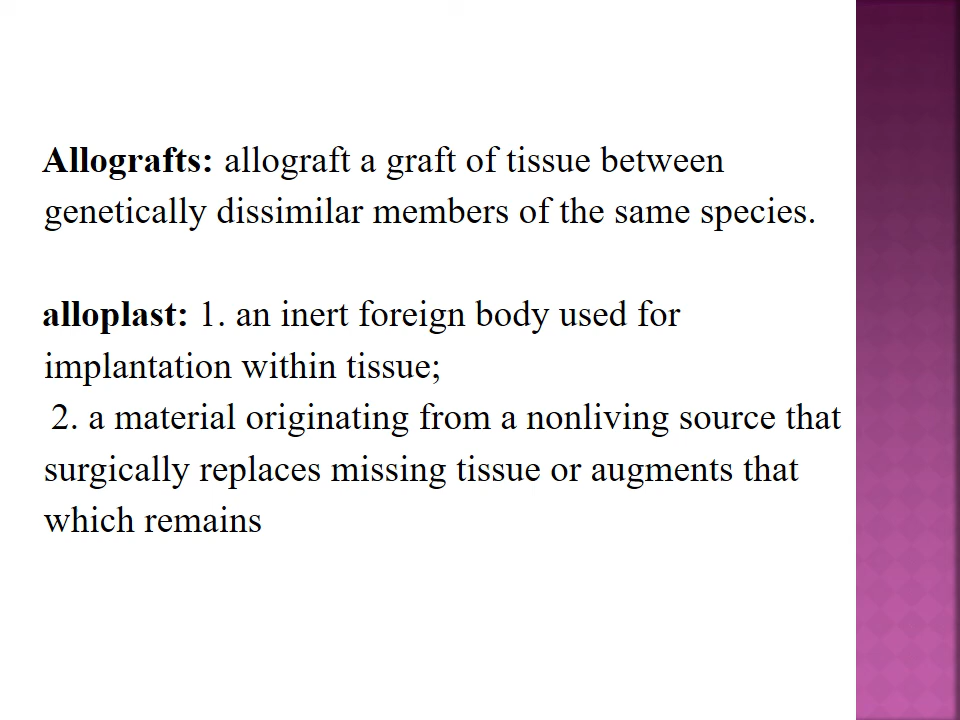 Allografts: allograft a graft of tissue between
genetically dissimilar members of the same species.
alloplast: 1. an inert foreign body used for
implantation within tissue;
2. a material originating from a nonliving source that
surgically replaces missing tissue or augments that
which remains